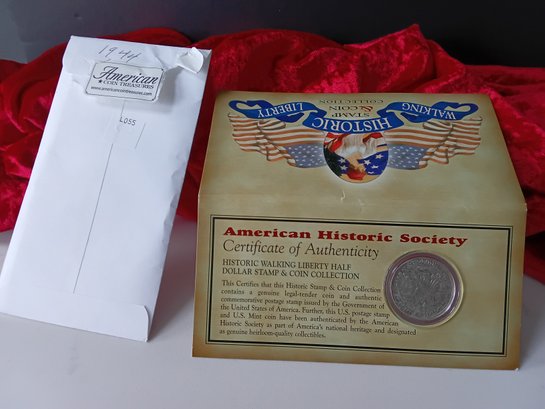 1944
American
COIN TREASURES
www.americancointreasures.com
L055
WALKING
LIBERTY
HISTORIC
STAMP
& COIN
COLLECTION
American Historic Society
Certificate of Authenticity
HISTORIC WALKING LIBERTY HALF
DOLLAR STAMP & COIN COLLECTION
This Certifies that this Historic Stamp & Coin Collection
contains a genuine legal-tender coin and authentic
commemorative postage stamp issued by the Government of
the United States of America. Further, this U.S. postage stamp
and U.S. Mint coin have been authenticated by the American
Historic Society as part of America's national heritage and designated
as genuine heirloom-quality collectibles.